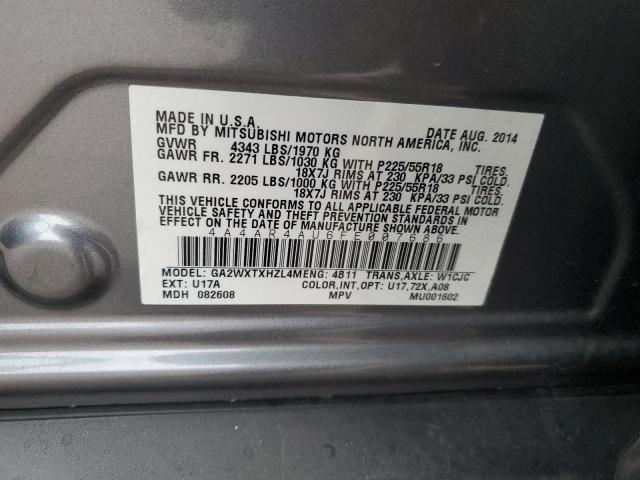 MADE IN U.S.A. DATE AUG. 2014
MFD BY MITSUBISHI MOTORS NORTH AMERICA, INC.
GVWR 4343 LBS/1970 KG
GAWR FR. 2271 LBS/1030 KG WITH P225/55R18 TIRES,
18X7J RIMS AT 230 KPA/33 PSI COLD.
GAWR RR. 2205 LBS/1000 KG WITH P225/55R18 TIRES,
18X7J RIMS AT 230 KPA/33 PSI COLD.
THIS VEHICLE CONFORMS TO ALL APPLICABLE FEDERAL MOTOR
VEHICLE SAFETY AND THEFT PREVENTION STANDARDS IN
EFFECT ON THE DATE OF MANUFACTURE SHOWN ABOVE.
4A4AR4AU6FE007686
MODEL: GA2WXTXHZL4M ENG: 4B11 TRANS,AXLE: W1CJC
EXT: U17A COLOR,INT,OPT: U17,72X,A08
MDH 082608 MPV MU001602